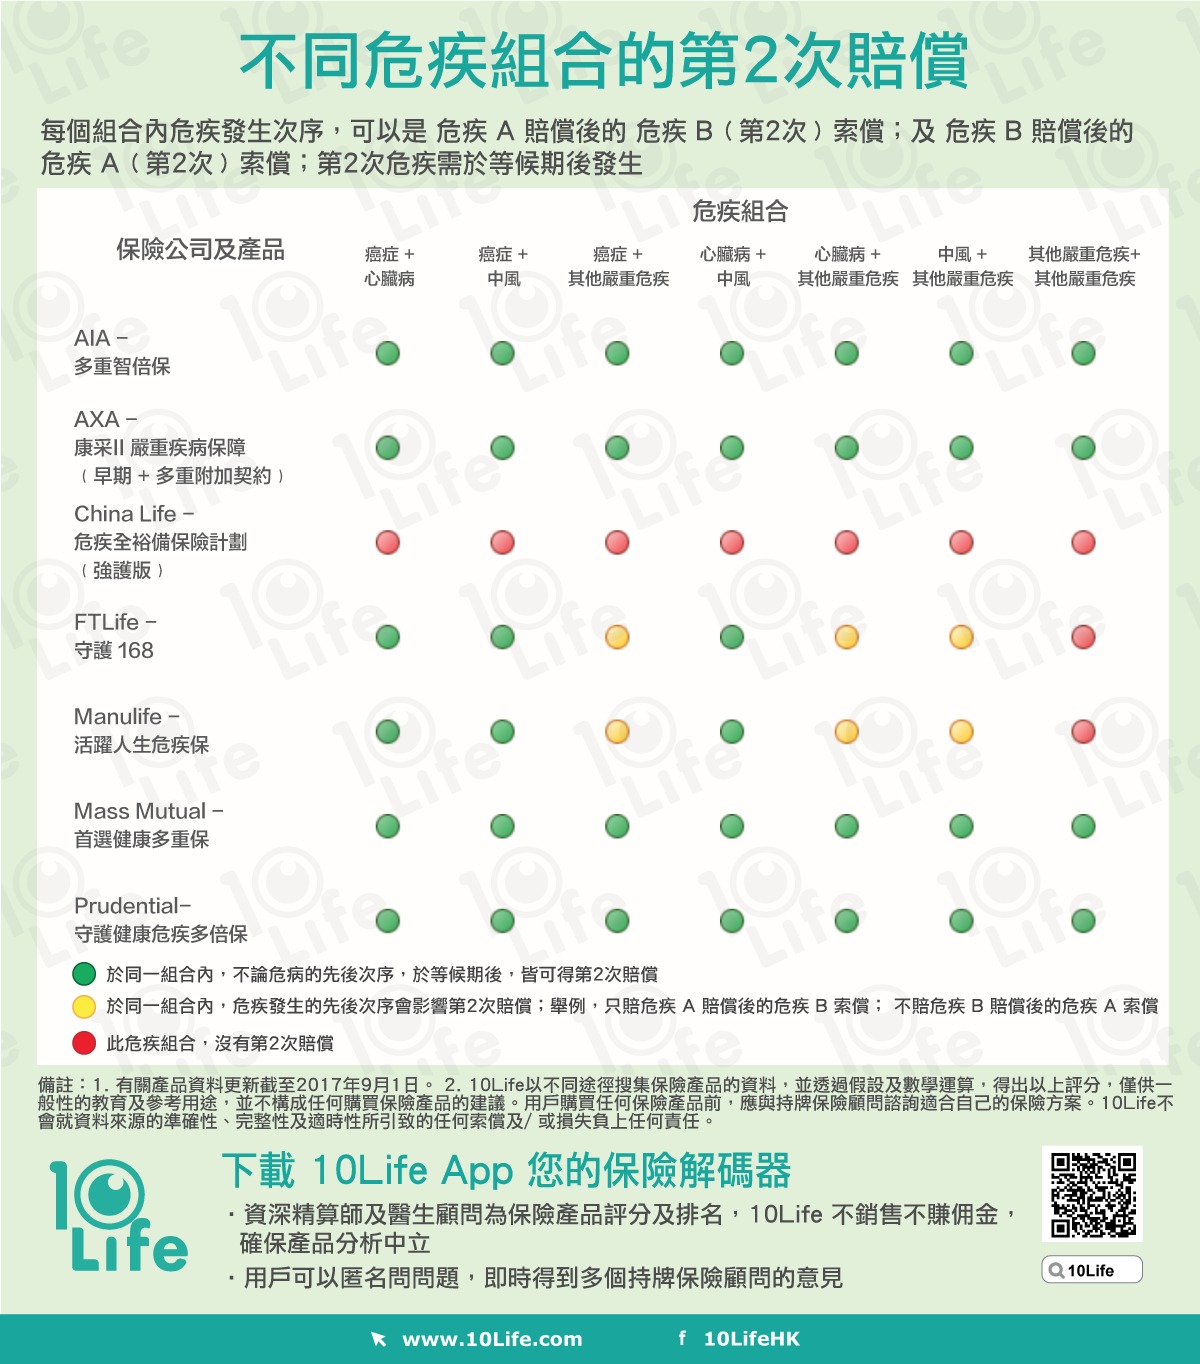 不同危疾組合的第2次賠償
每個組合內危疾發生次序，可以是 危疾 A 賠償後的 危疾 B（第2次）索償；及 危疾 B 賠償後的
危疾 A（第2次）索償；第2次危疾需於等候期後發生
危疾組合
保險公司及產品
癌症 +
心臟病
癌症 +
中風
癌症 +
其他嚴重危疾
心臟病 +
中風
心臟病 +
其他嚴重危疾
中風 +
其他嚴重危疾
其他嚴重危疾+
其他嚴重危疾
AIA –
多重智倍保
AXA –
康采II 嚴重疾病保障
（早期 + 多重附加契約）
China Life –
危疾全裕備保險計劃
（強護版）
FTLife –
守護 168
Manulife –
活躍人生危疾保
Mass Mutual –
首選健康多重保
Prudential–
守護健康危疾多倍保
於同一組合內，不論危病的先後次序，於等候期後，皆可得第2次賠償
於同一組合內，危疾發生的先後次序會影響第2次賠償；舉例，只賠危疾 A 賠償後的危疾 B 索償； 不賠危疾 B 賠償後的危疾 A 索償
此危疾組合，沒有第2次賠償
備註：1. 有關產品資料更新截至2017年9月1日。 2. 10Life以不同途徑搜集保險產品的資料，並透過假設及數學運算，得出以上評分，僅供一
般性的教育及參考用途，並不構成任何購買保險產品的建議。用戶購買任何保險產品前，應與持牌保險顧問諮詢適合自己的保險方案。10Life不
會就資料來源的準確性、完整性及適時性所引致的任何索償及/ 或損失負上任何責任。
10Life
下載 10Life App 您的保險解碼器
· 資深精算師及醫生顧問為保險產品評分及排名，10Life 不銷售不賺佣金，
確保產品分析中立
· 用戶可以匿名問問題，即時得到多個持牌保險顧問的意見
10Life
www.10Life.com
f 10LifeHK